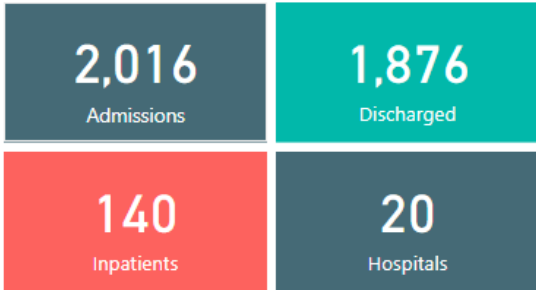 2,016
Admissions
1,876
Discharged
140
Inpatients
20
Hospitals